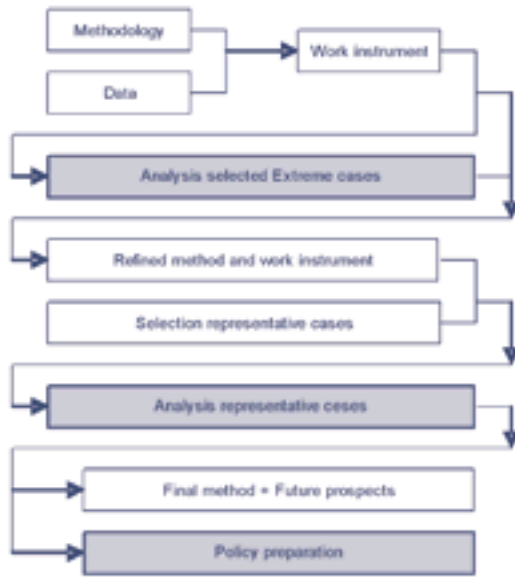 Methodology
Work instrument
Data
Analysis selected Extreme cases
Refined method and work instrument
Selection representative cases
Analysis representative ceses
Final method + Future prospects
Policy preparation